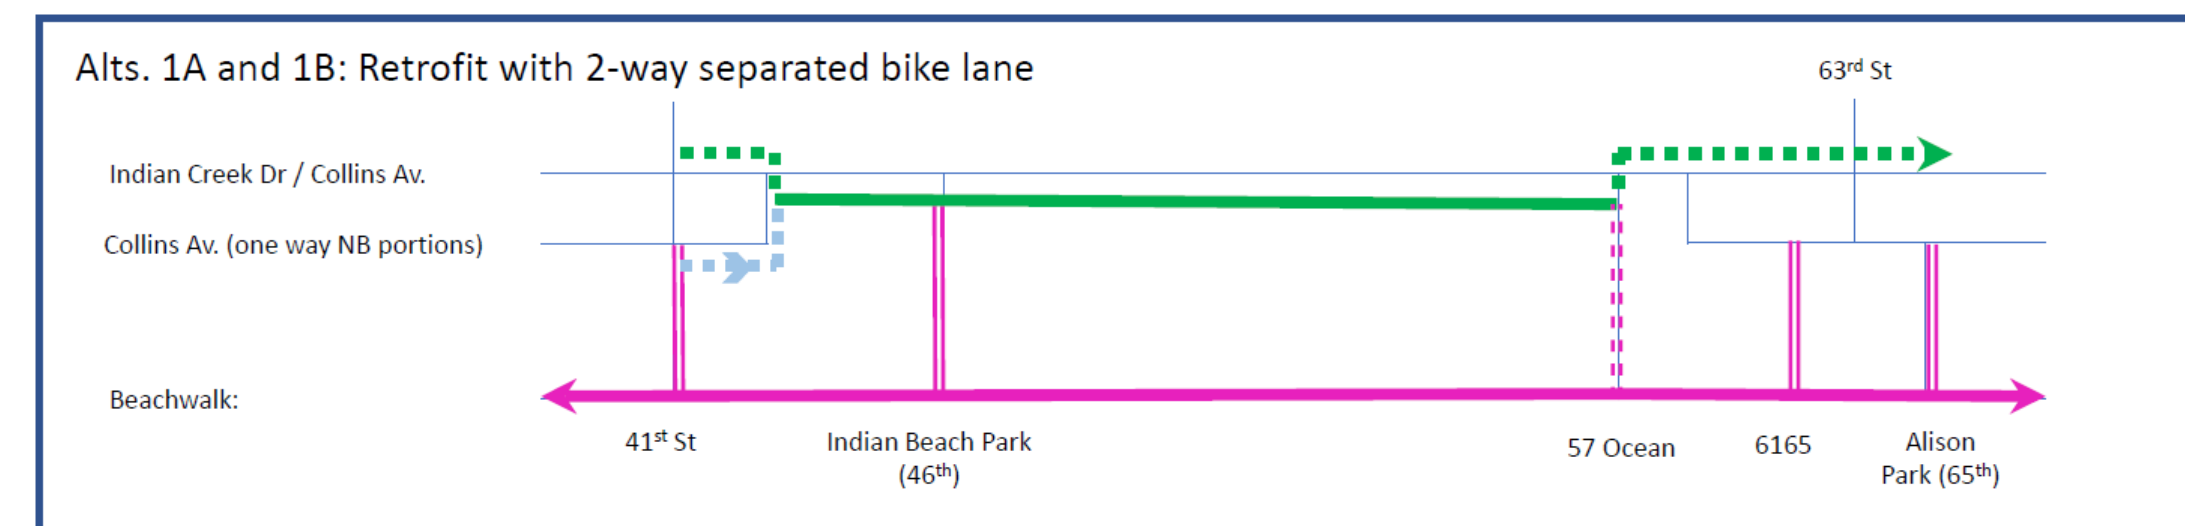 Alts. 1A and 1B: Retrofit with 2-way separated bike lane
63rd St
Indian Creek Dr / Collins Av.
Collins Av. (one way NB portions)
Beachwalk:
41st St
Indian Beach Park
(46th)
57 Ocean
6165
Alison
Park (65th)